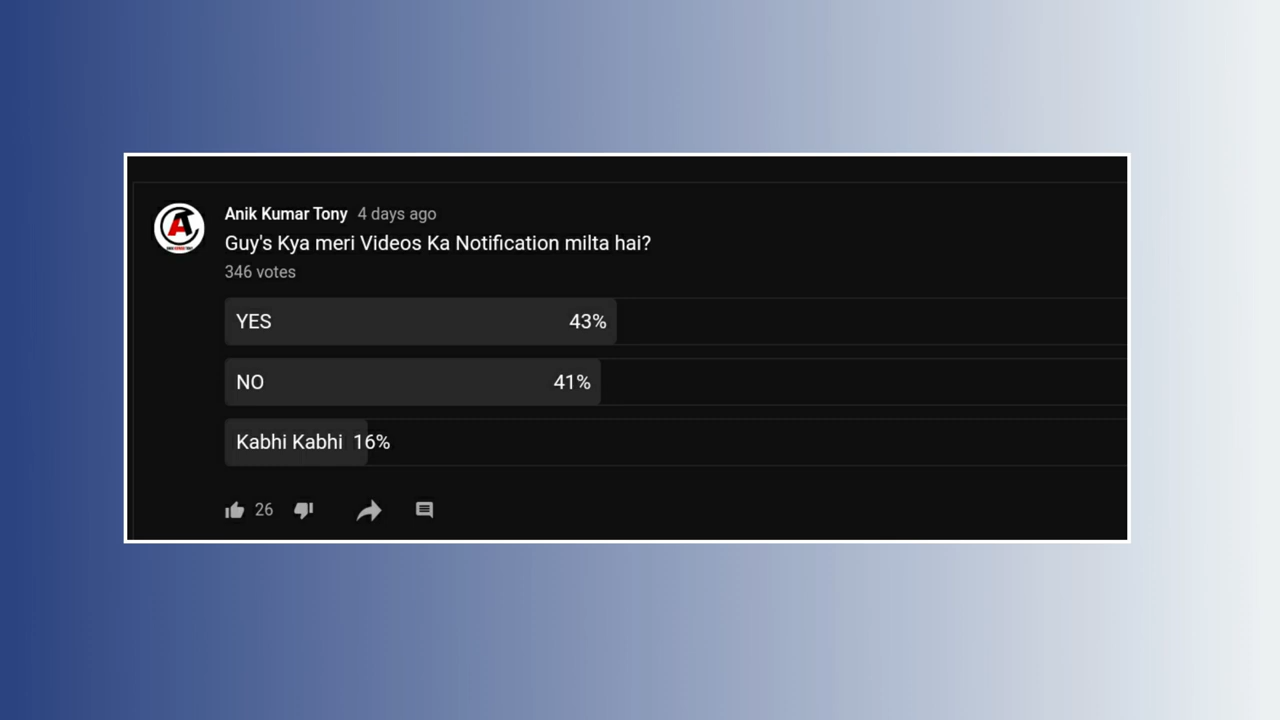 Anik Kumar Tony 4 days ago
Guy's Kya meri Videos Ka Notification milta hai?
346 votes
YES 43%
NO 41%
Kabhi Kabhi 16%
26